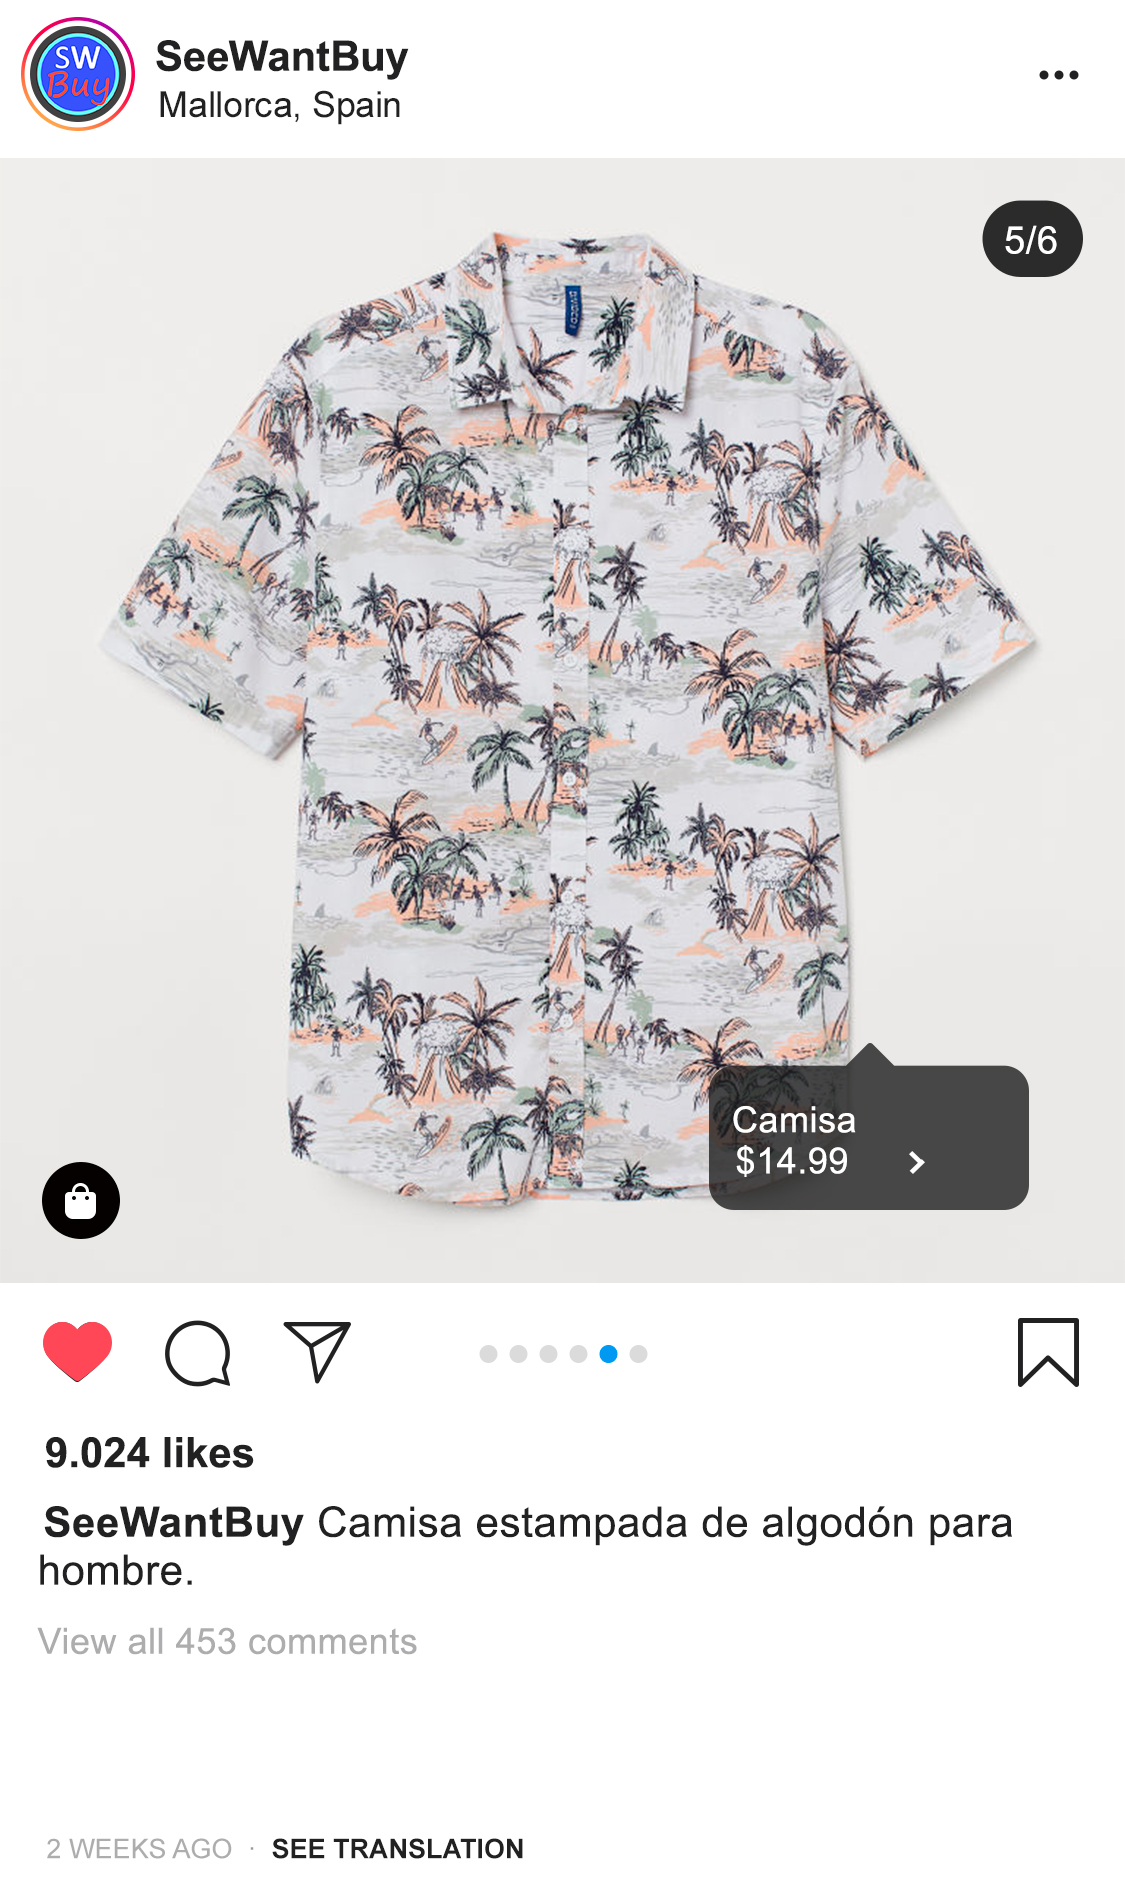 SW
Buy
SeeWantBuy
Mallorca, Spain
5/6
DIVIDED
Camisa
$14.99
9.024 likes
SeeWantBuy Camisa estampada de algodón para
hombre.
View all 453 comments
2 WEEKS AGO · SEE TRANSLATION